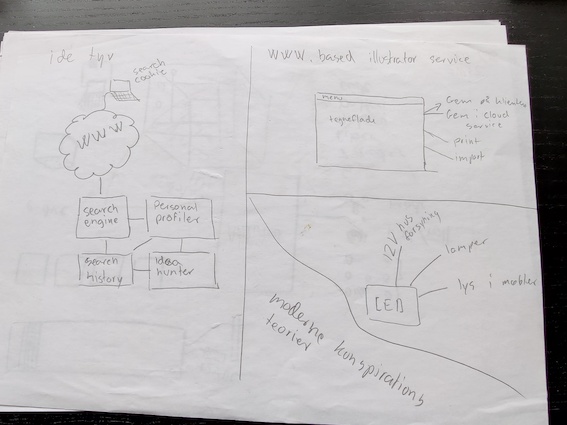 ide tyv
search
cookie
WWW
search
engine
Personal
profiler
search
history
idea
hunter
WWW. based illustrator service
menu
tegneflade
Gem på klienten
Gem i cloud
service
print
import
12V hus
forsyning
lamper
lys i møbler
LED
moderne konspirations
teorier